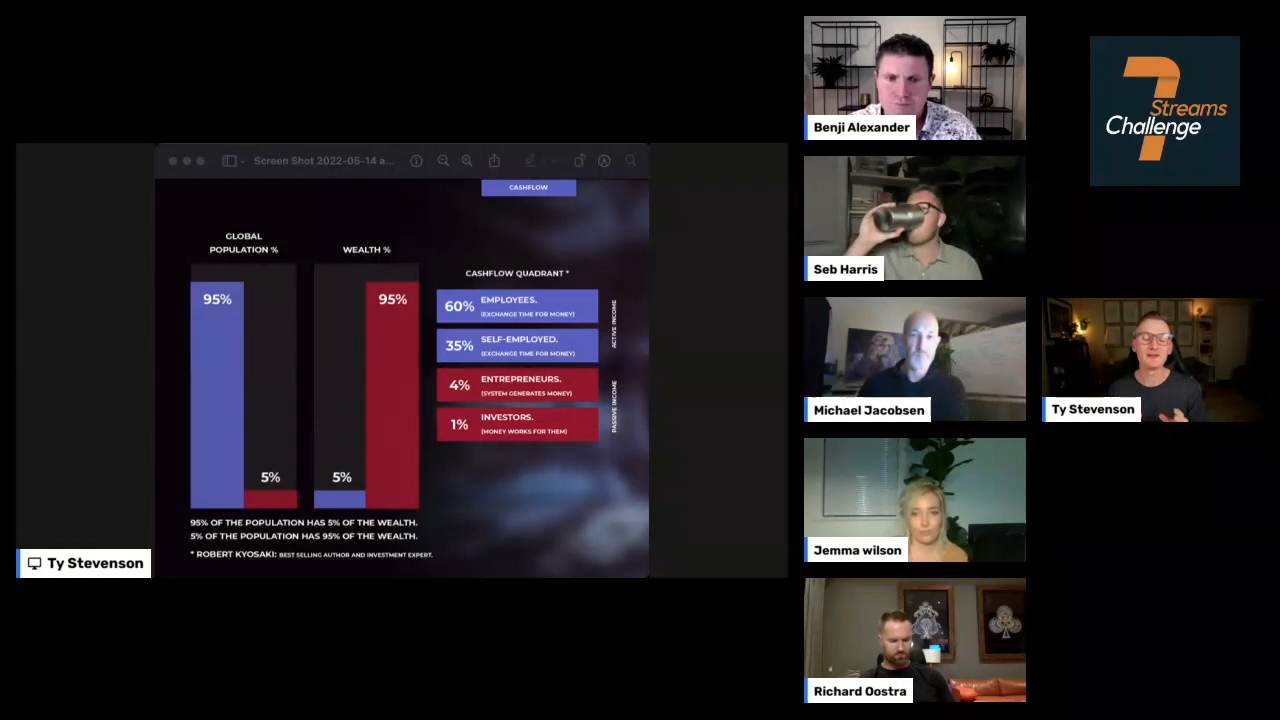 Screen Shot 2022-05-14 a...
CASHFLOW
GLOBAL
POPULATION %
WEALTH %
95%
5%
5%
95%
CASHFLOW QUADRANT *
60% EMPLOYEES.
(EXCHANGE TIME FOR MONEY)
35% SELF-EMPLOYED.
(EXCHANGE TIME FOR MONEY)
ACTIVE INCOME
4% ENTREPRENEURS.
(SYSTEM GENERATES MONEY)
1% INVESTORS.
(MONEY WORKS FOR THEM)
PASSIVE INCOME
95% OF THE POPULATION HAS 5% OF THE WEALTH.
5% OF THE POPULATION HAS 95% OF THE WEALTH.
* ROBERT KYOSAKI: BEST SELLING AUTHOR AND INVESTMENT EXPERT.
Ty Stevenson
Benji Alexander
Seb Harris
Michael Jacobsen
Jemma wilson
Richard Oostra
Ty Stevenson
7
Streams
Challenge